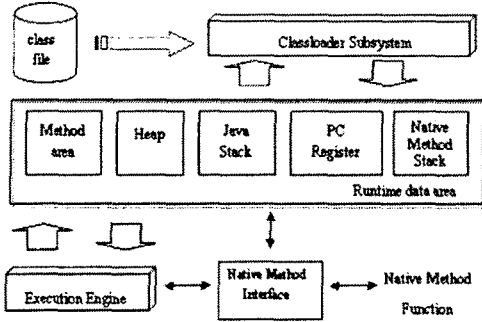 class
file
Classloader Subsystem
Method
area
Heap
Java
Stack
PC
Register
Native
Method
Stack
Runtime data area
Execution Engine
Native Method
Interface
Native Method
Function